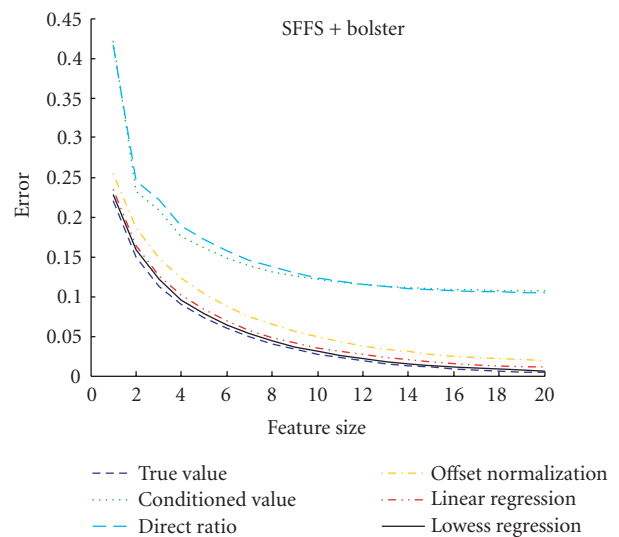 SFFS + bolster
0.45
0.4
0.35
0.3
0.25
0.2
0.15
0.1
0.05
0
Error
0 2 4 6 8 10 12 14 16 18 20
Feature size
True value
Conditioned value
Direct ratio
Offset normalization
Linear regression
Lowess regression